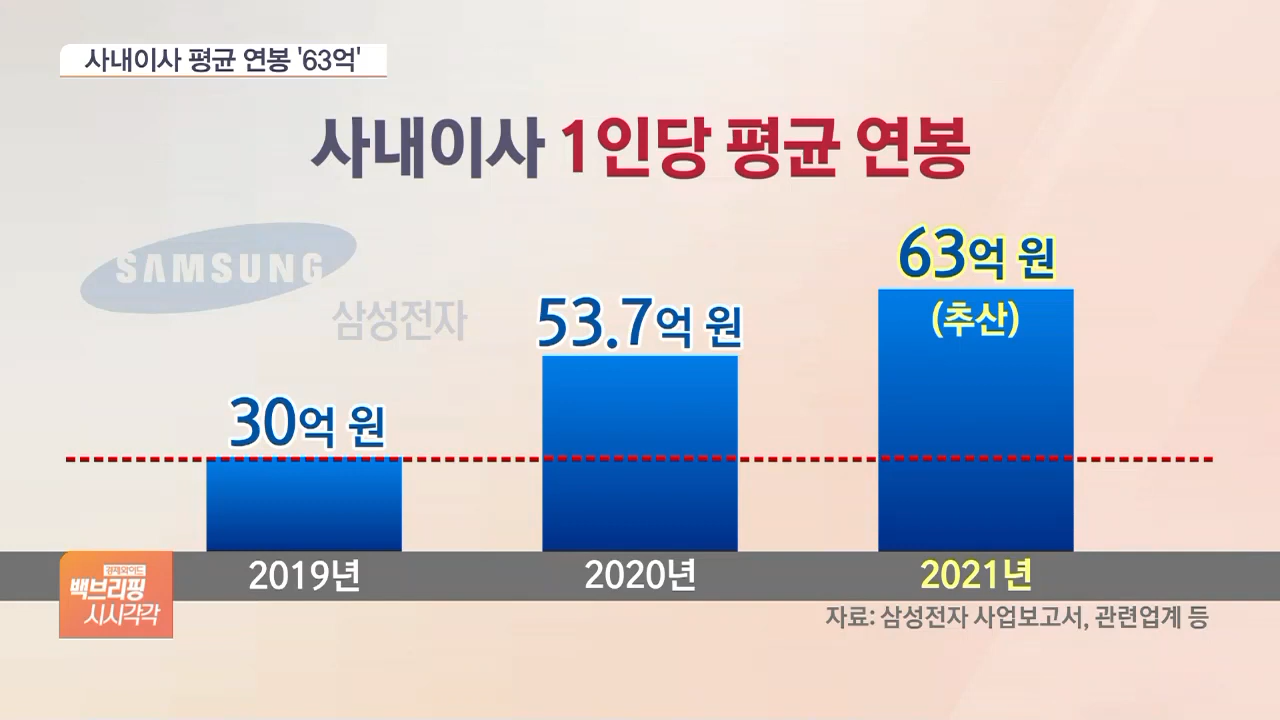 사내이사 평균 연봉 '63억'
사내이사 1인당 평균 연봉
SAMSUNG
삼성전자
30억 원
53.7억 원
63억 원
(추산)
2019년
2020년
2021년
경제와이드
백브리핑
시시각각
자료: 삼성전자 사업보고서, 관련업계 등